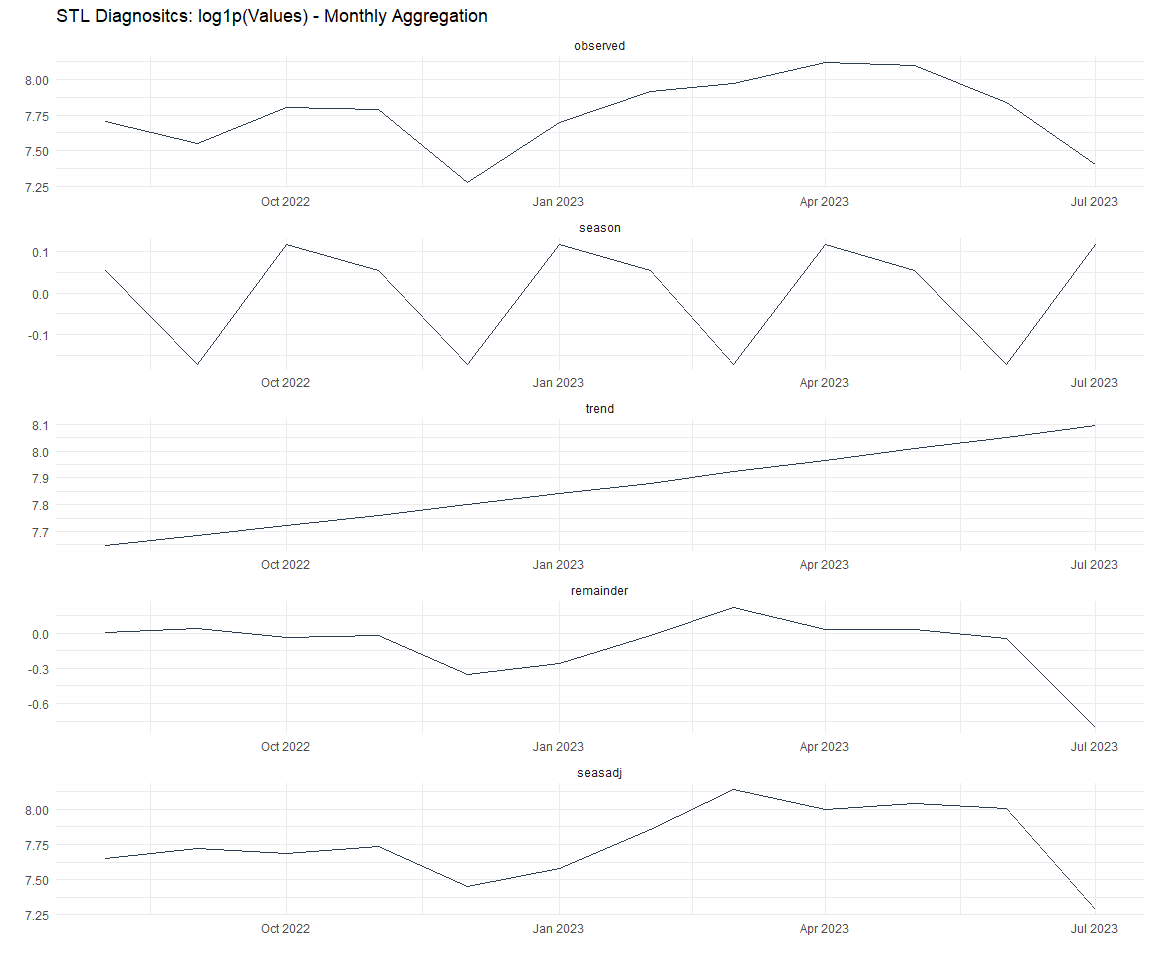 STL Diagnositcs: log1p(Values) - Monthly Aggregation
observed
8.00
7.75
7.50
7.25
Oct 2022 Jan 2023 Apr 2023 Jul 2023
season
0.1
0.0
-0.1
Oct 2022 Jan 2023 Apr 2023 Jul 2023
trend
8.1
8.0
7.9
7.8
7.7
Oct 2022 Jan 2023 Apr 2023 Jul 2023
remainder
0.0
-0.3
-0.6
Oct 2022 Jan 2023 Apr 2023 Jul 2023
seasadj
8.00
7.75
7.50
7.25
Oct 2022 Jan 2023 Apr 2023 Jul 2023